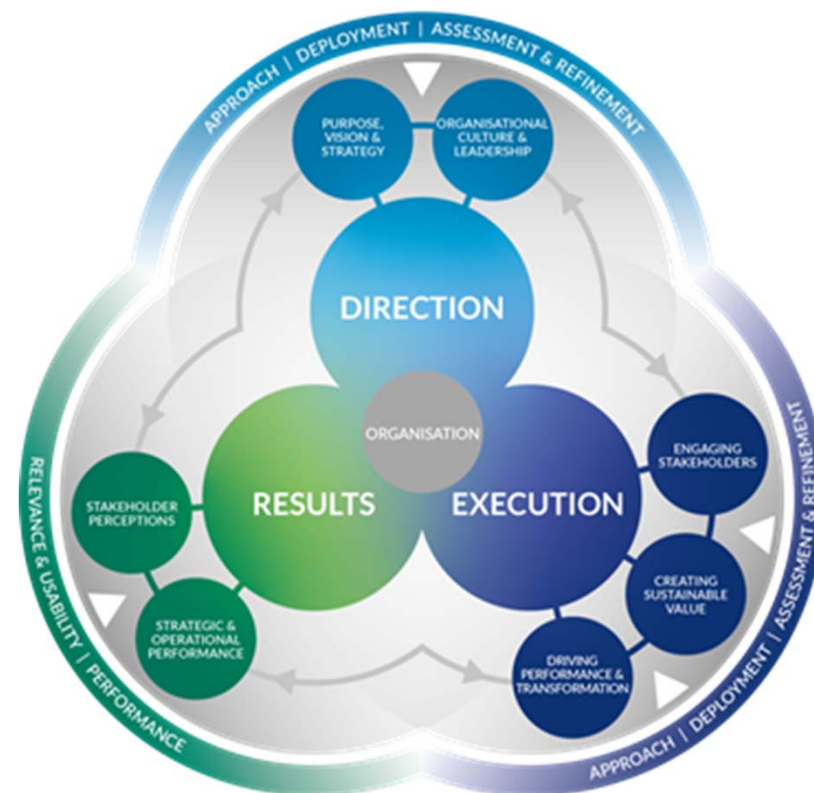 APPROACH | DEPLOYMENT | ASSESSMENT & REFINEMENT
PURPOSE,
VISION &
STRATEGY
ORGANISATIONAL
CULTURE &
LEADERSHIP
DIRECTION
ORGANISATION
RESULTS
EXECUTION
ENGAGING
STAKEHOLDERS
CREATING
SUSTAINABLE
VALUE
DRIVING
PERFORMANCE &
TRANSFORMATION
STAKEHOLDER
PERCEPTIONS
STRATEGIC &
OPERATIONAL
PERFORMANCE
RELEVANCE & USABILITY | PERFORMANCE
APPROACH | DEPLOYMENT | ASSESSMENT & REFINEMENT